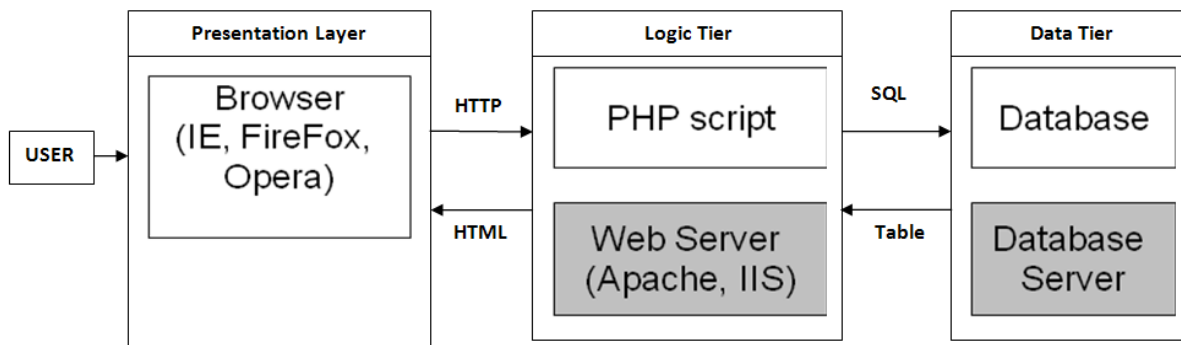 Presentation Layer
Logic Tier
Data Tier
USER
Browser
(IE, FireFox,
Opera)
HTTP
HTML
PHP script
Web Server
(Apache, IIS)
SQL
Table
Database
Database
Server